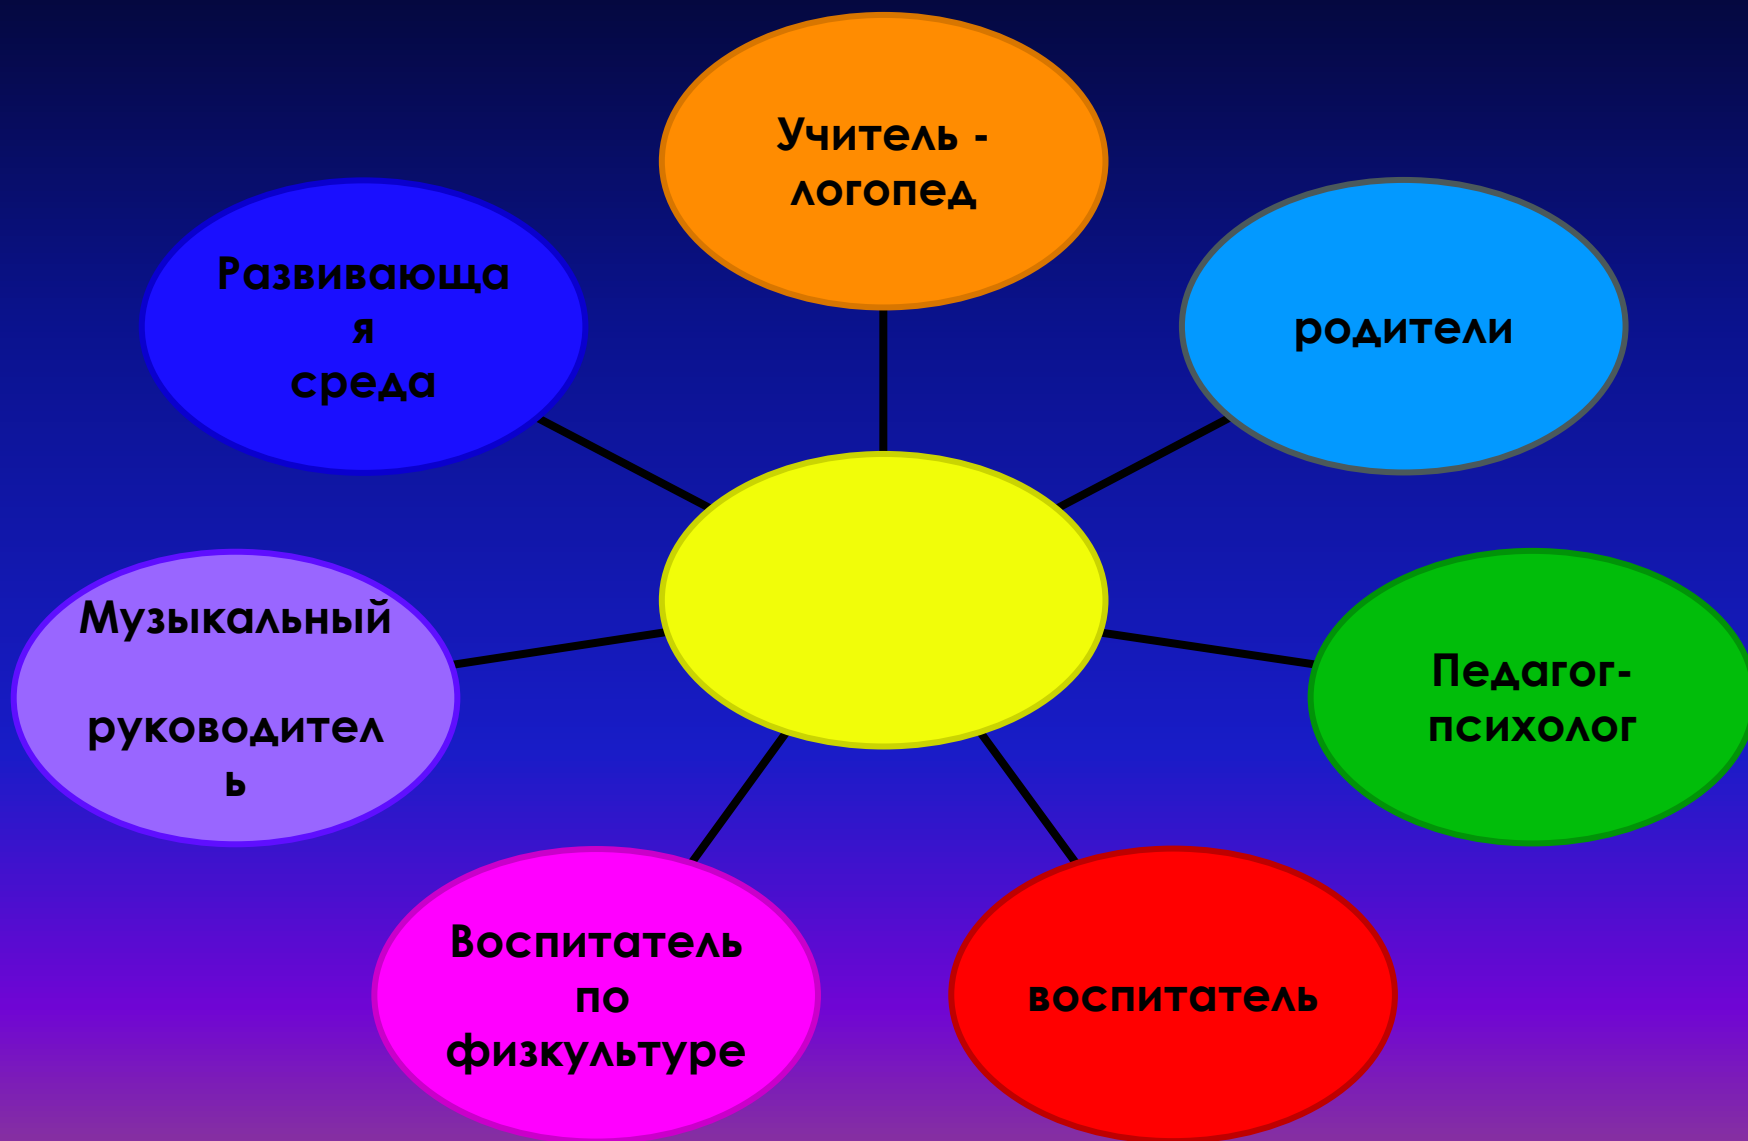 Учитель -
логопед
Развивающа
я
среда
родители
Музыкальный
руководител
ь
Педагог-
психолог
Воспитатель
по
физкультуре
воспитатель